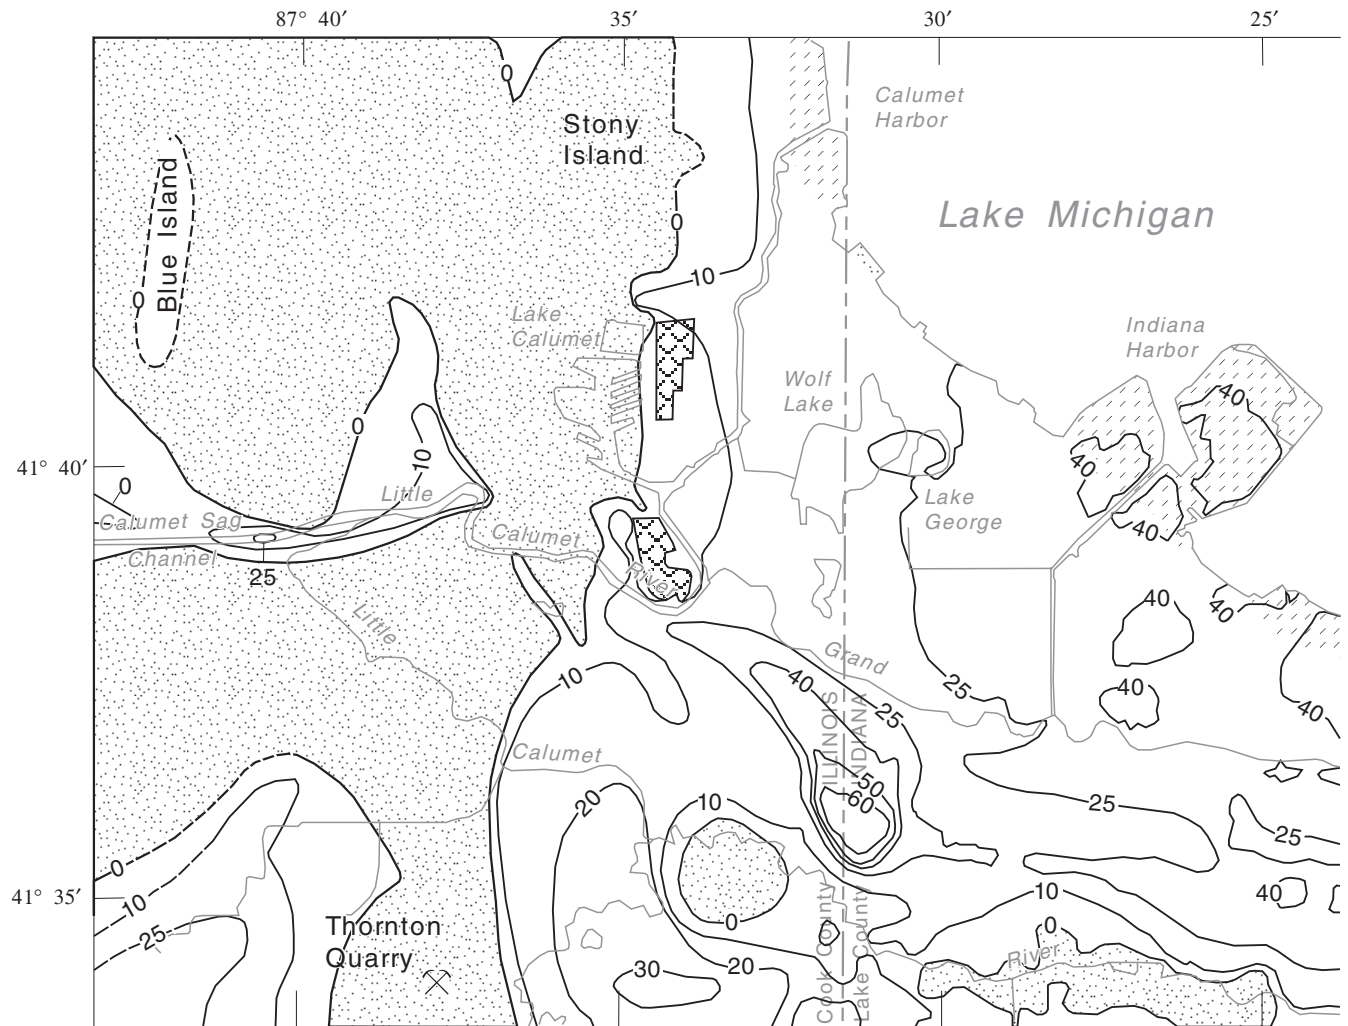 87° 40′
35′
30′
25′
0
Calumet
Harbor
Stony
Island
Blue Island
Lake Michigan
0
10
0
Lake
Calumet
Indiana
Harbor
Wolf
Lake
40
0
10
41° 40′
40
0
Little
Lake
George
Calumet Sag
Calumet
40
Channel
25
River
40
40
Little
Grand
10
40
25
40
25
40
ILLINOIS
INDIANA
Calumet
50
60
20
10
25
25
0
41° 35′
10
40
10
Thornton
Quarry
25
0
0
Cook County
Lake County
River
30
20